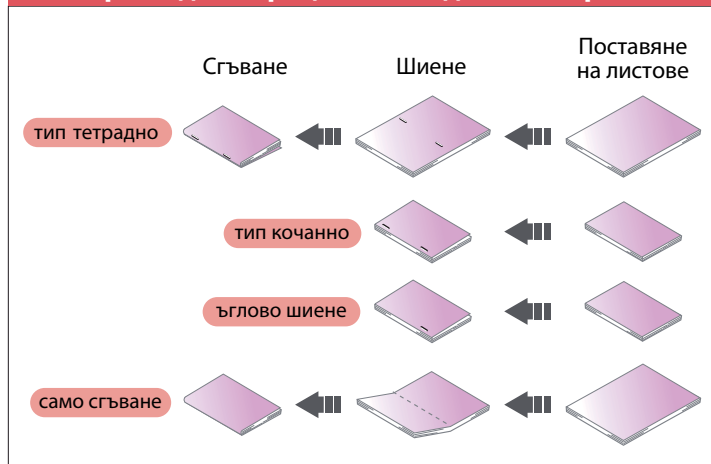 Сгъване
Шиене
Поставяне
на листове
тип тетрадно
тип кочанно
ъглово шиене
само сгъване